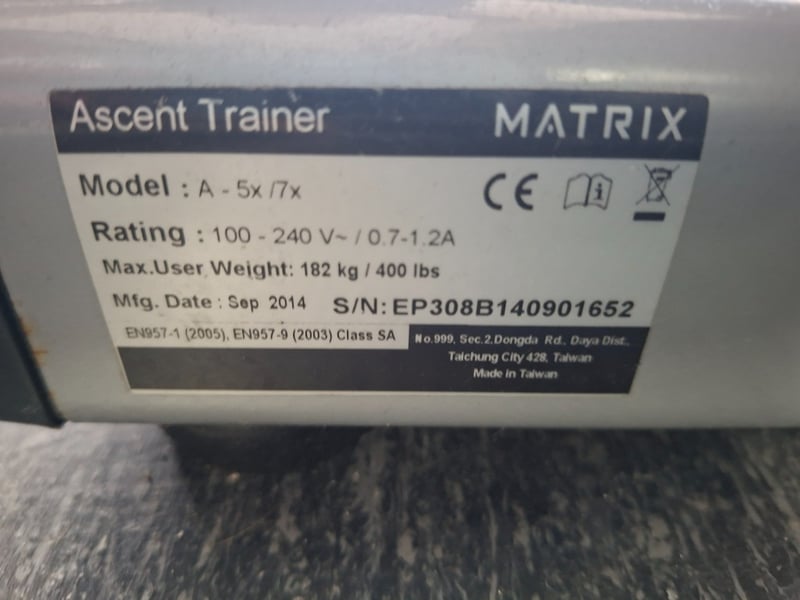 Ascent Trainer MATRIX
Model : A - 5x /7x
CE
Rating : 100 - 240 V~ / 0.7-1.2A
Max.User Weight: 182 kg / 400 lbs
Mfg. Date : Sep 2014 S/N: EP308B140901652
EN957-1 (2005), EN957-9 (2003) Class SA
No.999, Sec.2.Dongda Rd., Daya Dist.,
Taichung City 428, Taiwan
Made in Taiwan